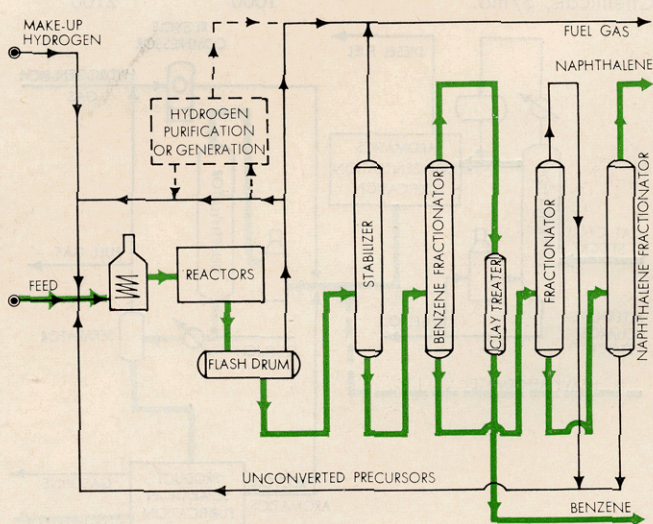 MAKE-UP
HYDROGEN
FUEL GAS
NAPHTHALENE
HYDROGEN
PURIFICATION
OR GENERATION
FEED
REACTORS
FLASH DRUM
STABILIZER
BENZENE FRACTIONATOR
CLAY TREATER
FRACTIONATOR
NAPHTHALENE FRACTIONATOR
UNCONVERTED PRECURSORS
BENZENE